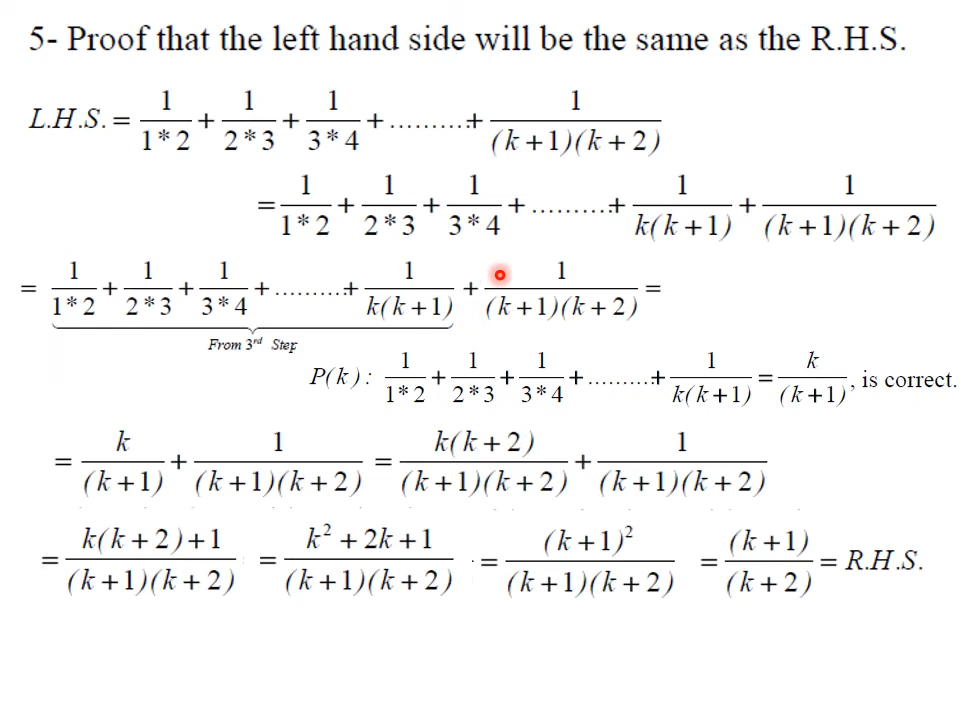 5- Proof that the left hand side will be the same as the R.H.S.
L.H.S. = 1/(1*2) + 1/(2*3) + 1/(3*4) + .......... + 1/((k+1)(k+2))
= 1/(1*2) + 1/(2*3) + 1/(3*4) + .......... + 1/(k(k+1)) + 1/((k+1)(k+2))
= 1/(1*2) + 1/(2*3) + 1/(3*4) + .......... + 1/(k(k+1)) + 1/((k+1)(k+2)) =
From 3rd Step
P(k): 1/(1*2) + 1/(2*3) + 1/(3*4) + .......... + 1/(k(k+1)) = k/(k+1), is correct.
= k/(k+1) + 1/((k+1)(k+2)) = k(k+2)/((k+1)(k+2)) + 1/((k+1)(k+2))
= (k(k+2)+1)/((k+1)(k+2)) = (k²+2k+1)/((k+1)(k+2)) = (k+1)²/((k+1)(k+2)) = (k+1)/(k+2) = R.H.S.